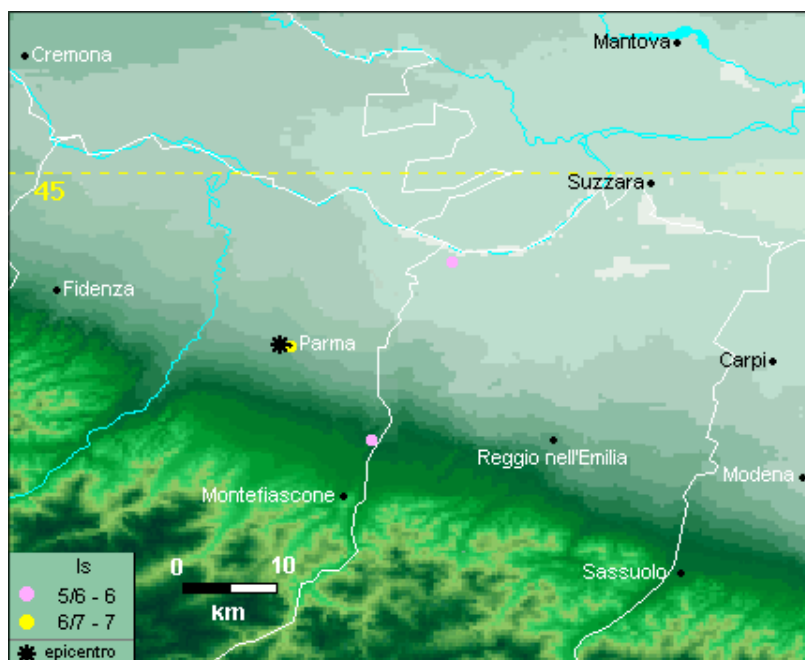 Cremona
Mantova
45
Suzzara
Fidenza
Parma
Carpi
Reggio nell'Emilia
Modena
Montefiascone
Sassuolo
0 10
km
Is
5/6 - 6
6/7 - 7
epicentro